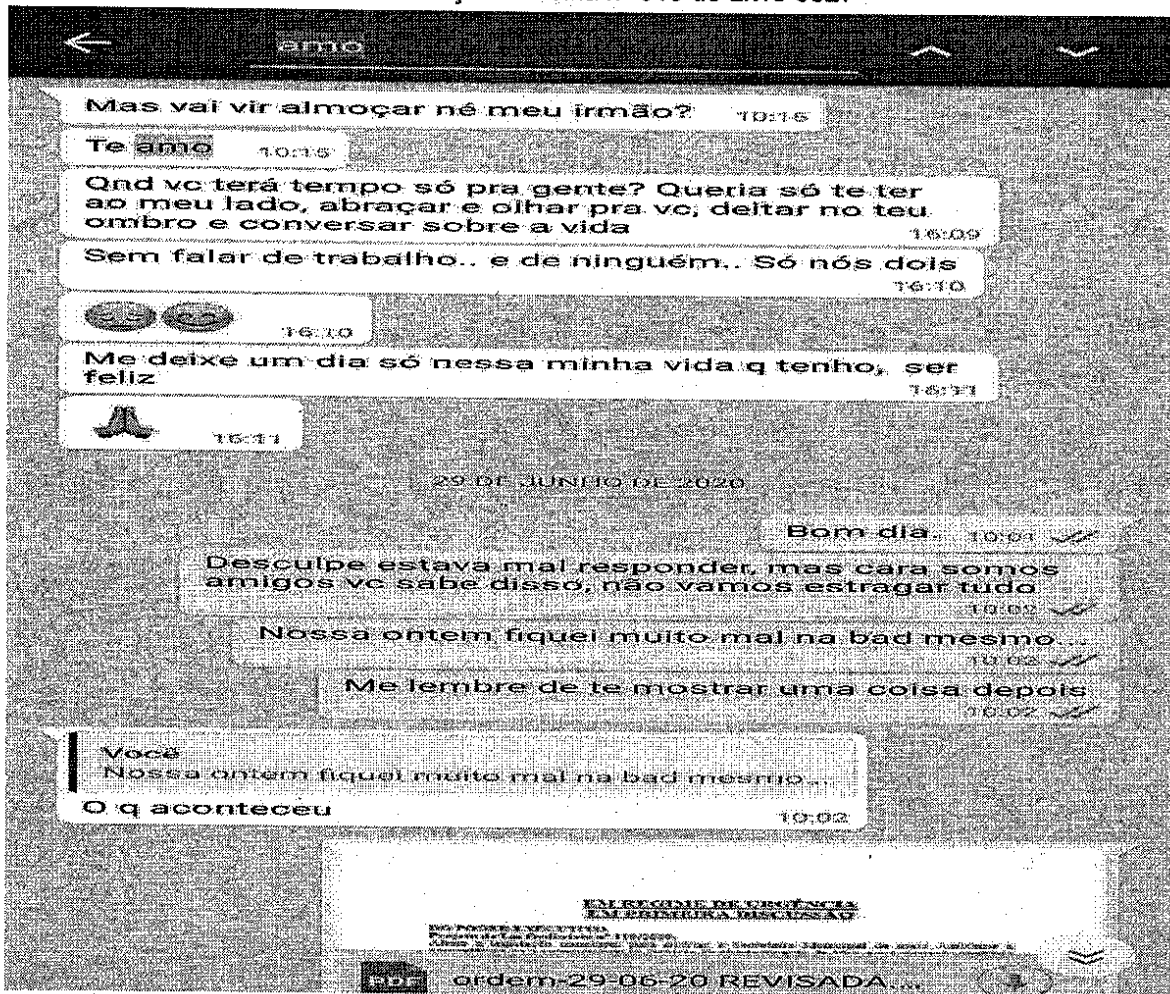 amo
Mas vai vir almoçar né meu irmão? 10:15
Te amo 10:15
Qnd vc terá tempo só pra gente? Queria só te ter
ao meu lado, abraçar e olhar pra vc, deitar no teu
ombro e conversar sobre a vida
16:09
Sem falar de trabalho.. e de ninguém.. Só nós dois
16:10
16:10
Me deixe um dia só nessa minha vida q tenho, ser
feliz
16:11
16:11
29 DE JUNHO DE 2020
Bom dia. 10:01
Desculpe estava mal responder, mas cara somos
amigos vc sabe disso, não vamos estragar tudo
10:02
Nossa ontem fiquei muito mal na bad mesmo...
10:02
Me lembre de te mostrar uma coisa depois
10:02
Você
Nossa ontem fiquei muito mal na bad mesmo...
O q aconteceu
10:02
EM REGIME DE URGÊNCIA
EM PRIMEIRA DISCUSSÃO
DO PODER EXECUTIVO
PDF ordem-29-06-20 REVISADA....